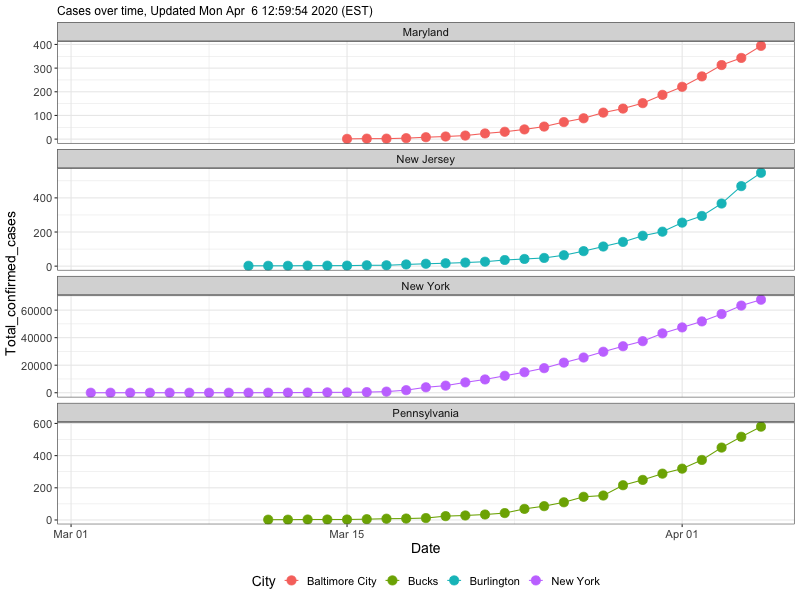 Cases over time, Updated Mon Apr  6 12:59:54 2020 (EST)
Maryland
400
300
200
100
0
New Jersey
400
200
0
New York
60000
40000
20000
0
Pennsylvania
600
400
200
0
Total_confirmed_cases
Mar 01 Mar 15 Apr 01
Date
City Baltimore City Bucks Burlington New York